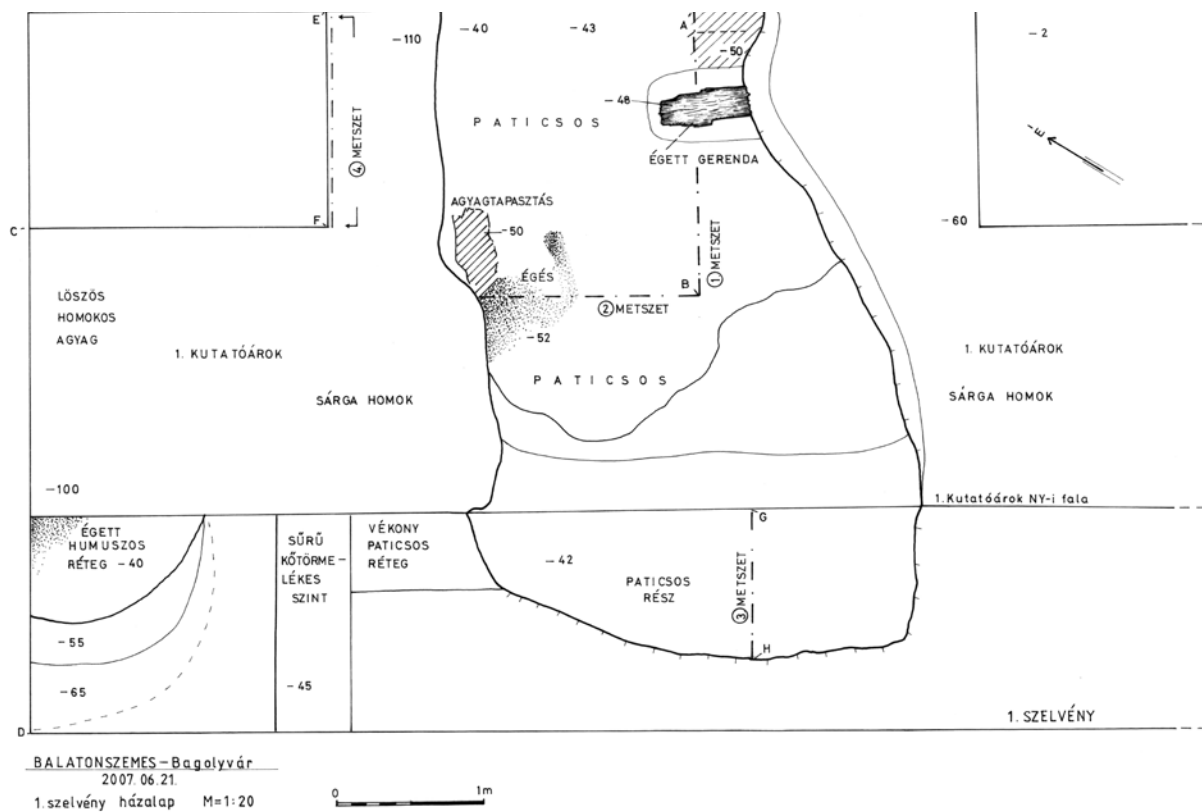 E
-110
-40
-43
A
-50
-2
④ METSZET
-48
PATICSOS
-É-
ÉGETT GERENDA
AGYAGTAPASZTÁS
F
C
-50
-60
① METSZET
ÉGÉS
B
② METSZET
LÖSZÖS
HOMOKOS
AGYAG
-52
1. KUTATÓÁROK
1. KUTATÓÁROK
PATICSOS
SÁRGA HOMOK
SÁRGA HOMOK
-100
1.Kutatóárok NY-i fala
G
ÉGETT
HUMUSZOS
RÉTEG -40
SŰRŰ
KŐTÖRME-
LÉKES
SZINT
VÉKONY
PATICSOS
RÉTEG
-42
PATICSOS
RÉSZ
③ METSZET
-55
H
-65
-45
1. SZELVÉNY
D
BALATONSZEMES-Bagolyvár
2007. 06.21.
1. szelvény házalap M=1:20
0 1m